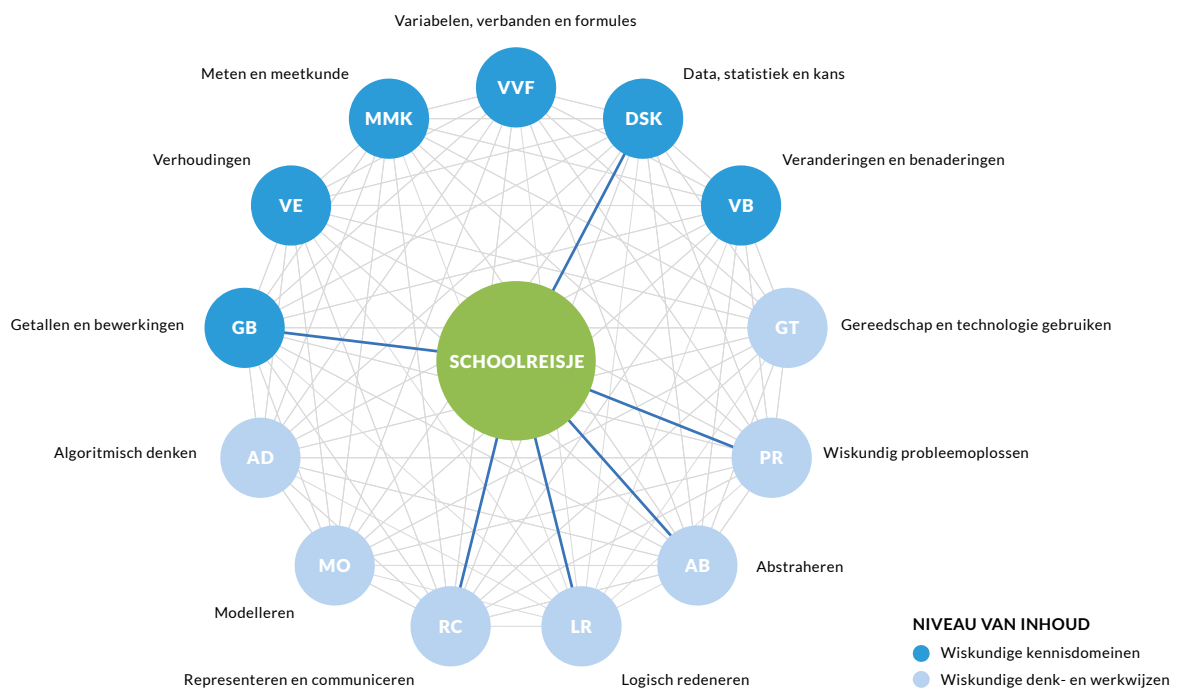 Variabelen, verbanden en formules
Meten en meetkunde
Data, statistiek en kans
VVF
MMK
DSK
Verhoudingen
Veranderingen en benaderingen
VE
VB
Getallen en bewerkingen
GB
GT
Gereedschap en technologie gebruiken
SCHOOLREISJE
Algoritmisch denken
AD
PR
Wiskundig probleemoplossen
MO
AB
Abstraheren
Modelleren
RC
LR
Representeren en communiceren
Logisch redeneren
NIVEAU VAN INHOUD
Wiskundige kennisdomeinen
Wiskundige denk- en werkwijzen